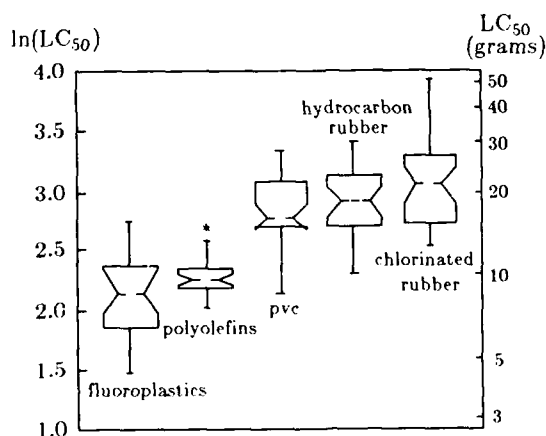 ln(LC50)
LC50
(grams)
4.0
3.5
3.0
2.5
2.0
1.5
1.0
50
40
30
20
10
5
3
hydrocarbon
rubber
*
chlorinated
rubber
pvc
polyolefins
fluoroplastics